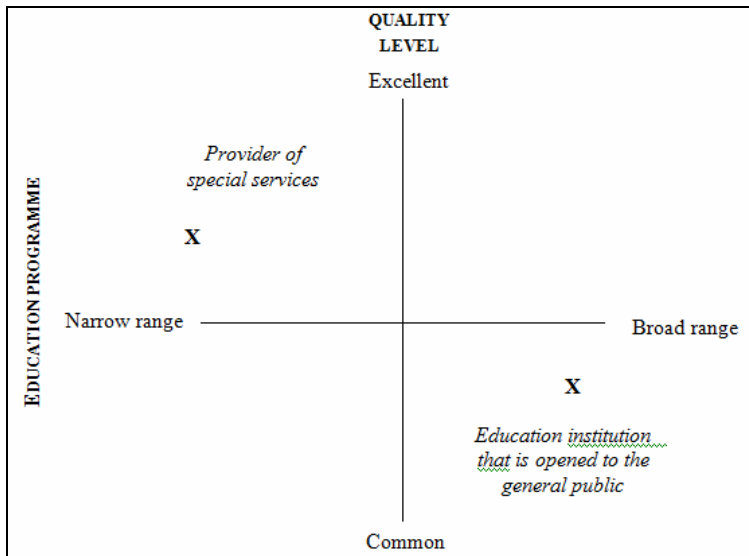 QUALITY
LEVEL
Excellent
Provider of
special services
X
EDUCATION PROGRAMME
Narrow range
Broad range
X
Education institution
that is opened to the
general public
Common